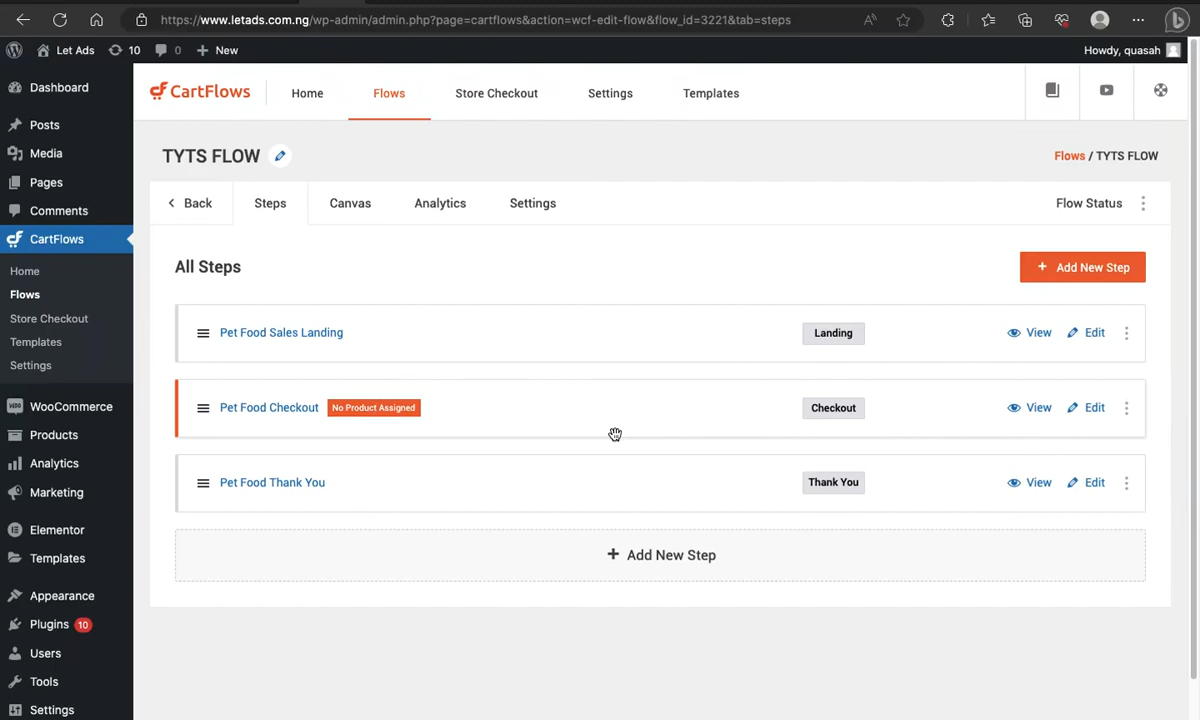 https://www.letads.com.ng/wp-admin/admin.php?page=cartflows&action=wcf-edit-flow&flow_id=3221&tab=steps
Let Ads 10 0 New Howdy, quasah
Dashboard
Posts
Media
Pages
Comments
CartFlows
Home
Flows
Store Checkout
Templates
Settings
WooCommerce
Products
Analytics
Marketing
Elementor
Templates
Appearance
Plugins 10
Users
Tools
Settings
CartFlows Home Flows Store Checkout Settings Templates
TYTS FLOW Flows / TYTS FLOW
Back Steps Canvas Analytics Settings Flow Status
All Steps + Add New Step
Pet Food Sales Landing Landing View Edit
Pet Food Checkout No Product Assigned Checkout View Edit
Pet Food Thank You Thank You View Edit
+ Add New Step